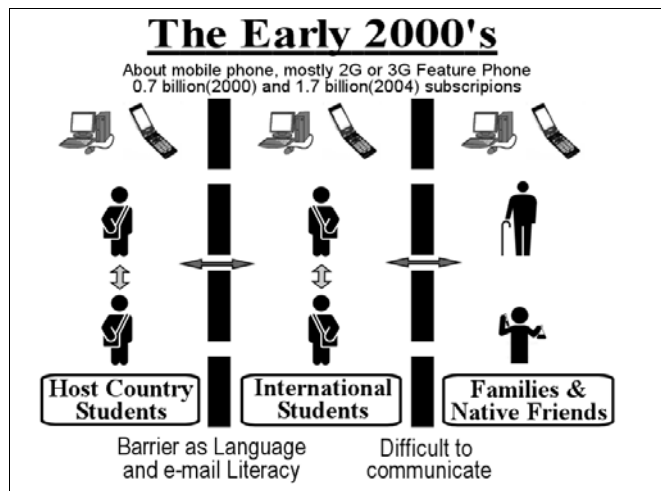 The Early 2000's
About mobile phone, mostly 2G or 3G Feature Phone
0.7 billion(2000) and 1.7 billion(2004) subscripions
Host Country
Students
International
Students
Families &
Native Friends
Barrier as Language
and e-mail Literacy
Difficult to
communicate